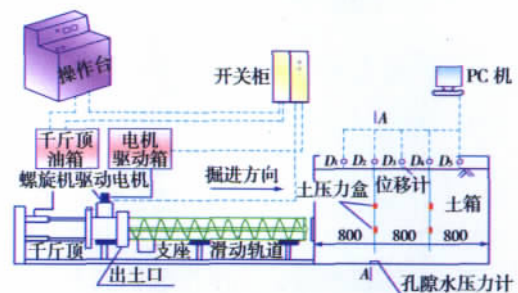 操作台
开关柜
PC 机
千斤顶
油箱
电机
驱动箱
A
D₁ D₂ D₃ D₄ D₅
螺旋机驱动电机
掘进方向
位移计
土压力盒
土箱
800 800 800
千斤顶
支座
滑动轨道
出土口
A
孔隙水压力计